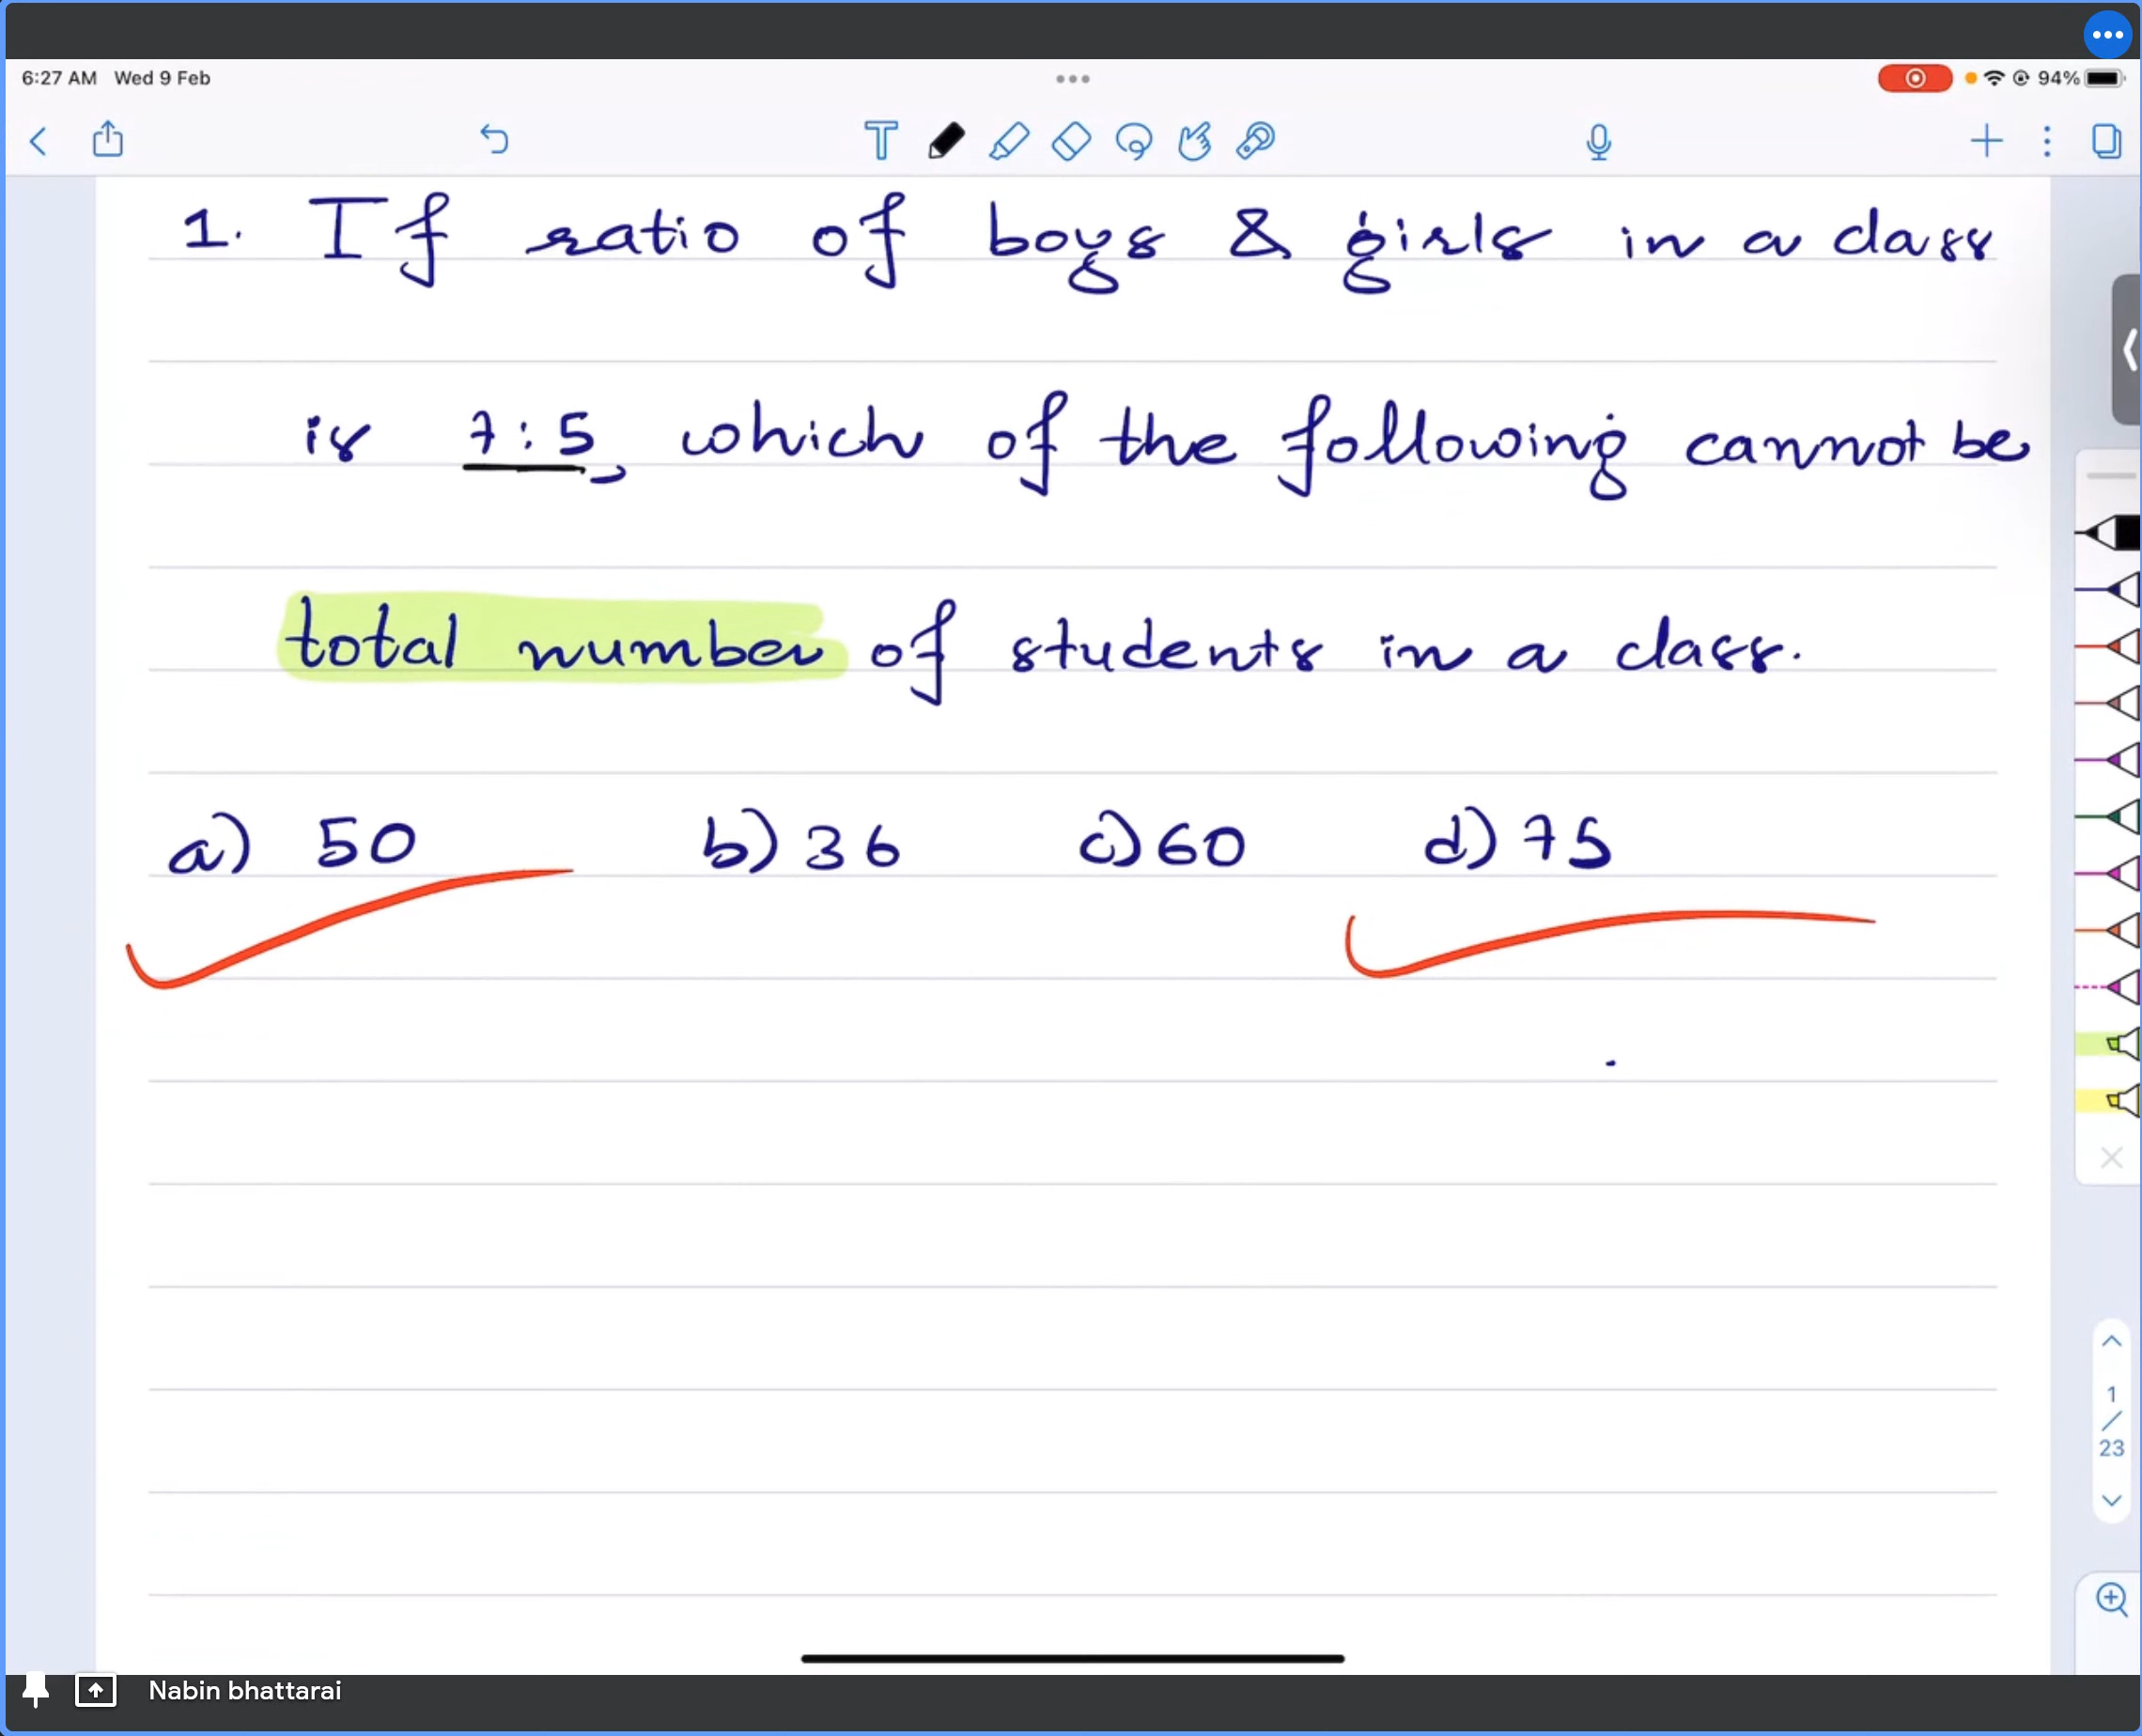 6:27 AM Wed 9 Feb
94%
1. If ratio of boys & girls in a class
is 7:5, which of the following cannot be
total number of students in a class.
a) 50 b) 36 c) 60 d) 75
1
/
23
Nabin bhattarai